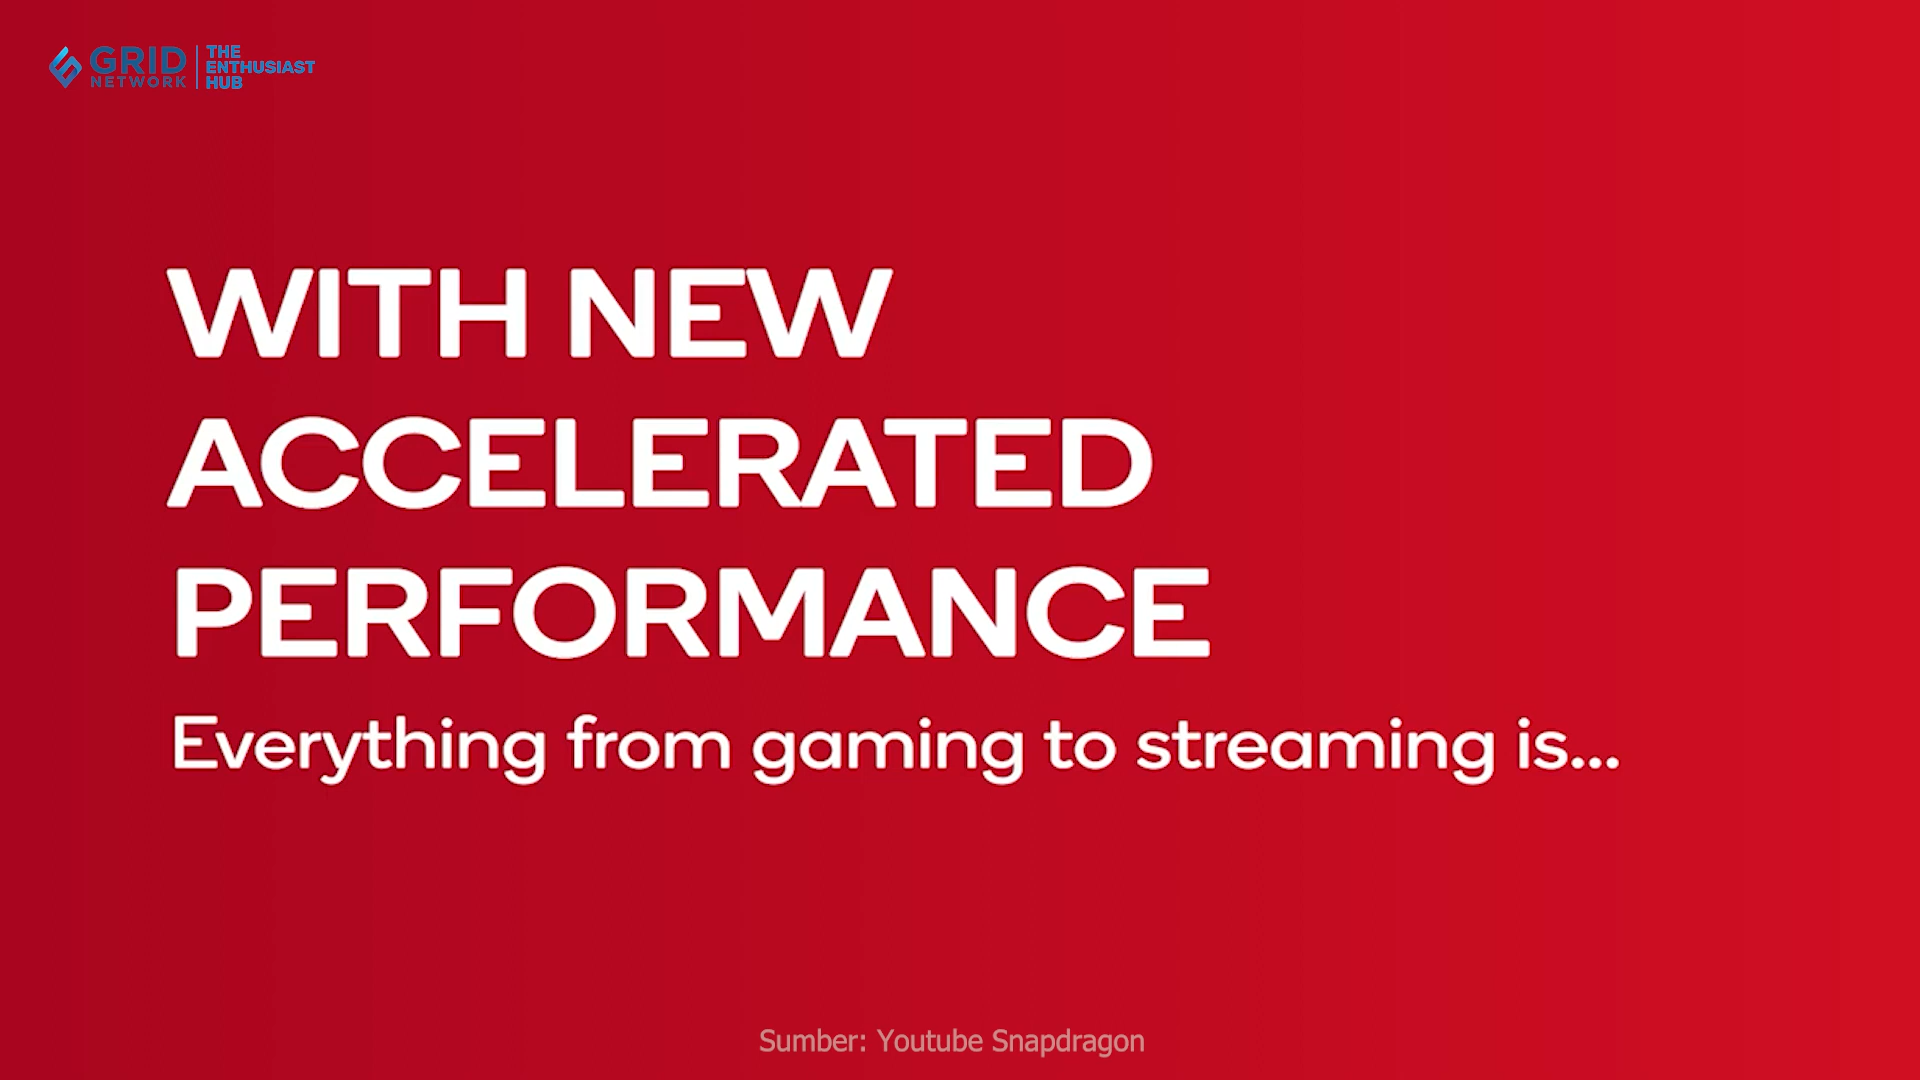 GRID NETWORK
THE ENTHUSIAST HUB
WITH NEW
ACCELERATED
PERFORMANCE
Everything from gaming to streaming is...
Sumber: Youtube Snapdragon